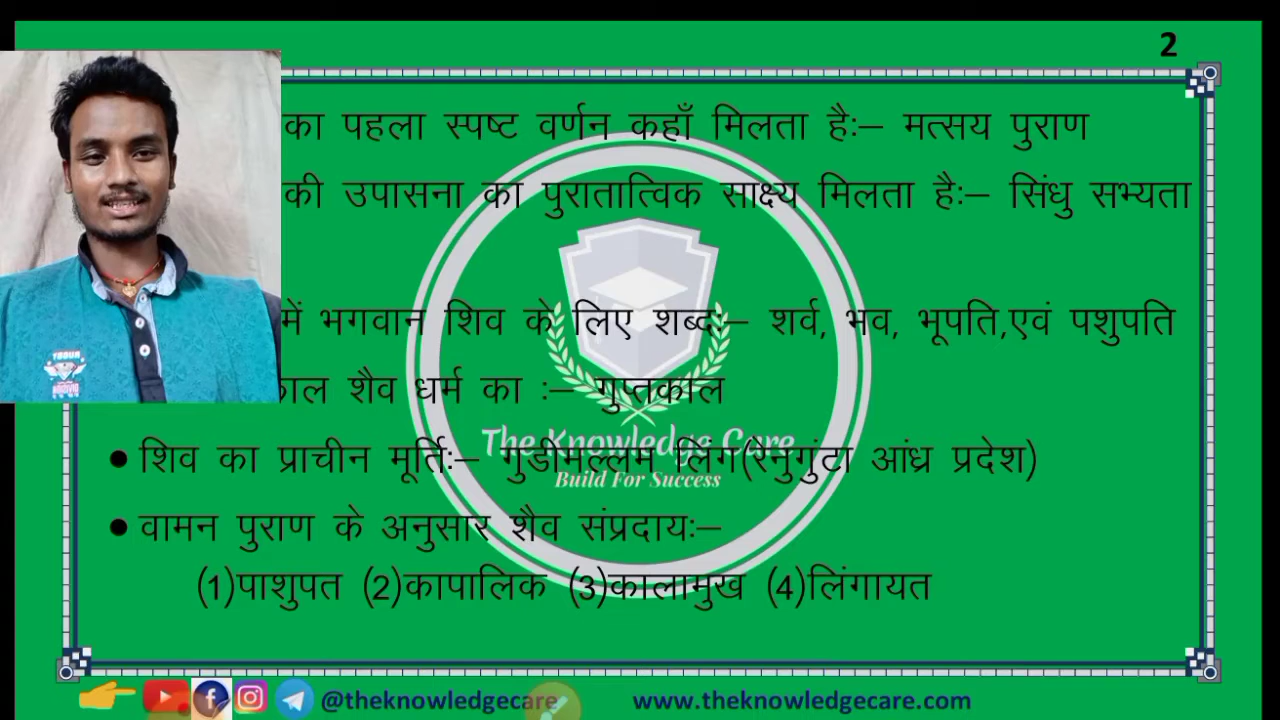 2
का पहला स्पष्ट वर्णन कहाँ मिलता है:– मत्सय पुराण
की उपासना का पुरातात्विक साक्ष्य मिलता है:– सिंधु सभ्यता
में भगवान शिव के लिए शब्द:– शर्व, भव, भूपति,एवं पशुपति
काल शैव धर्म का :– गुप्तकाल
The Knowledge Care
• शिव का प्राचीन मूर्ति:– गुडीमल्लम लिंग(रेनुगुंटा आंध्र प्रदेश)
Build For Success
• वामन पुराण के अनुसार शैव संप्रदाय:–
(1)पाशुपत (2)कापालिक (3)कालामुख (4)लिंगायत
@theknowledgecare www.theknowledgecare.com